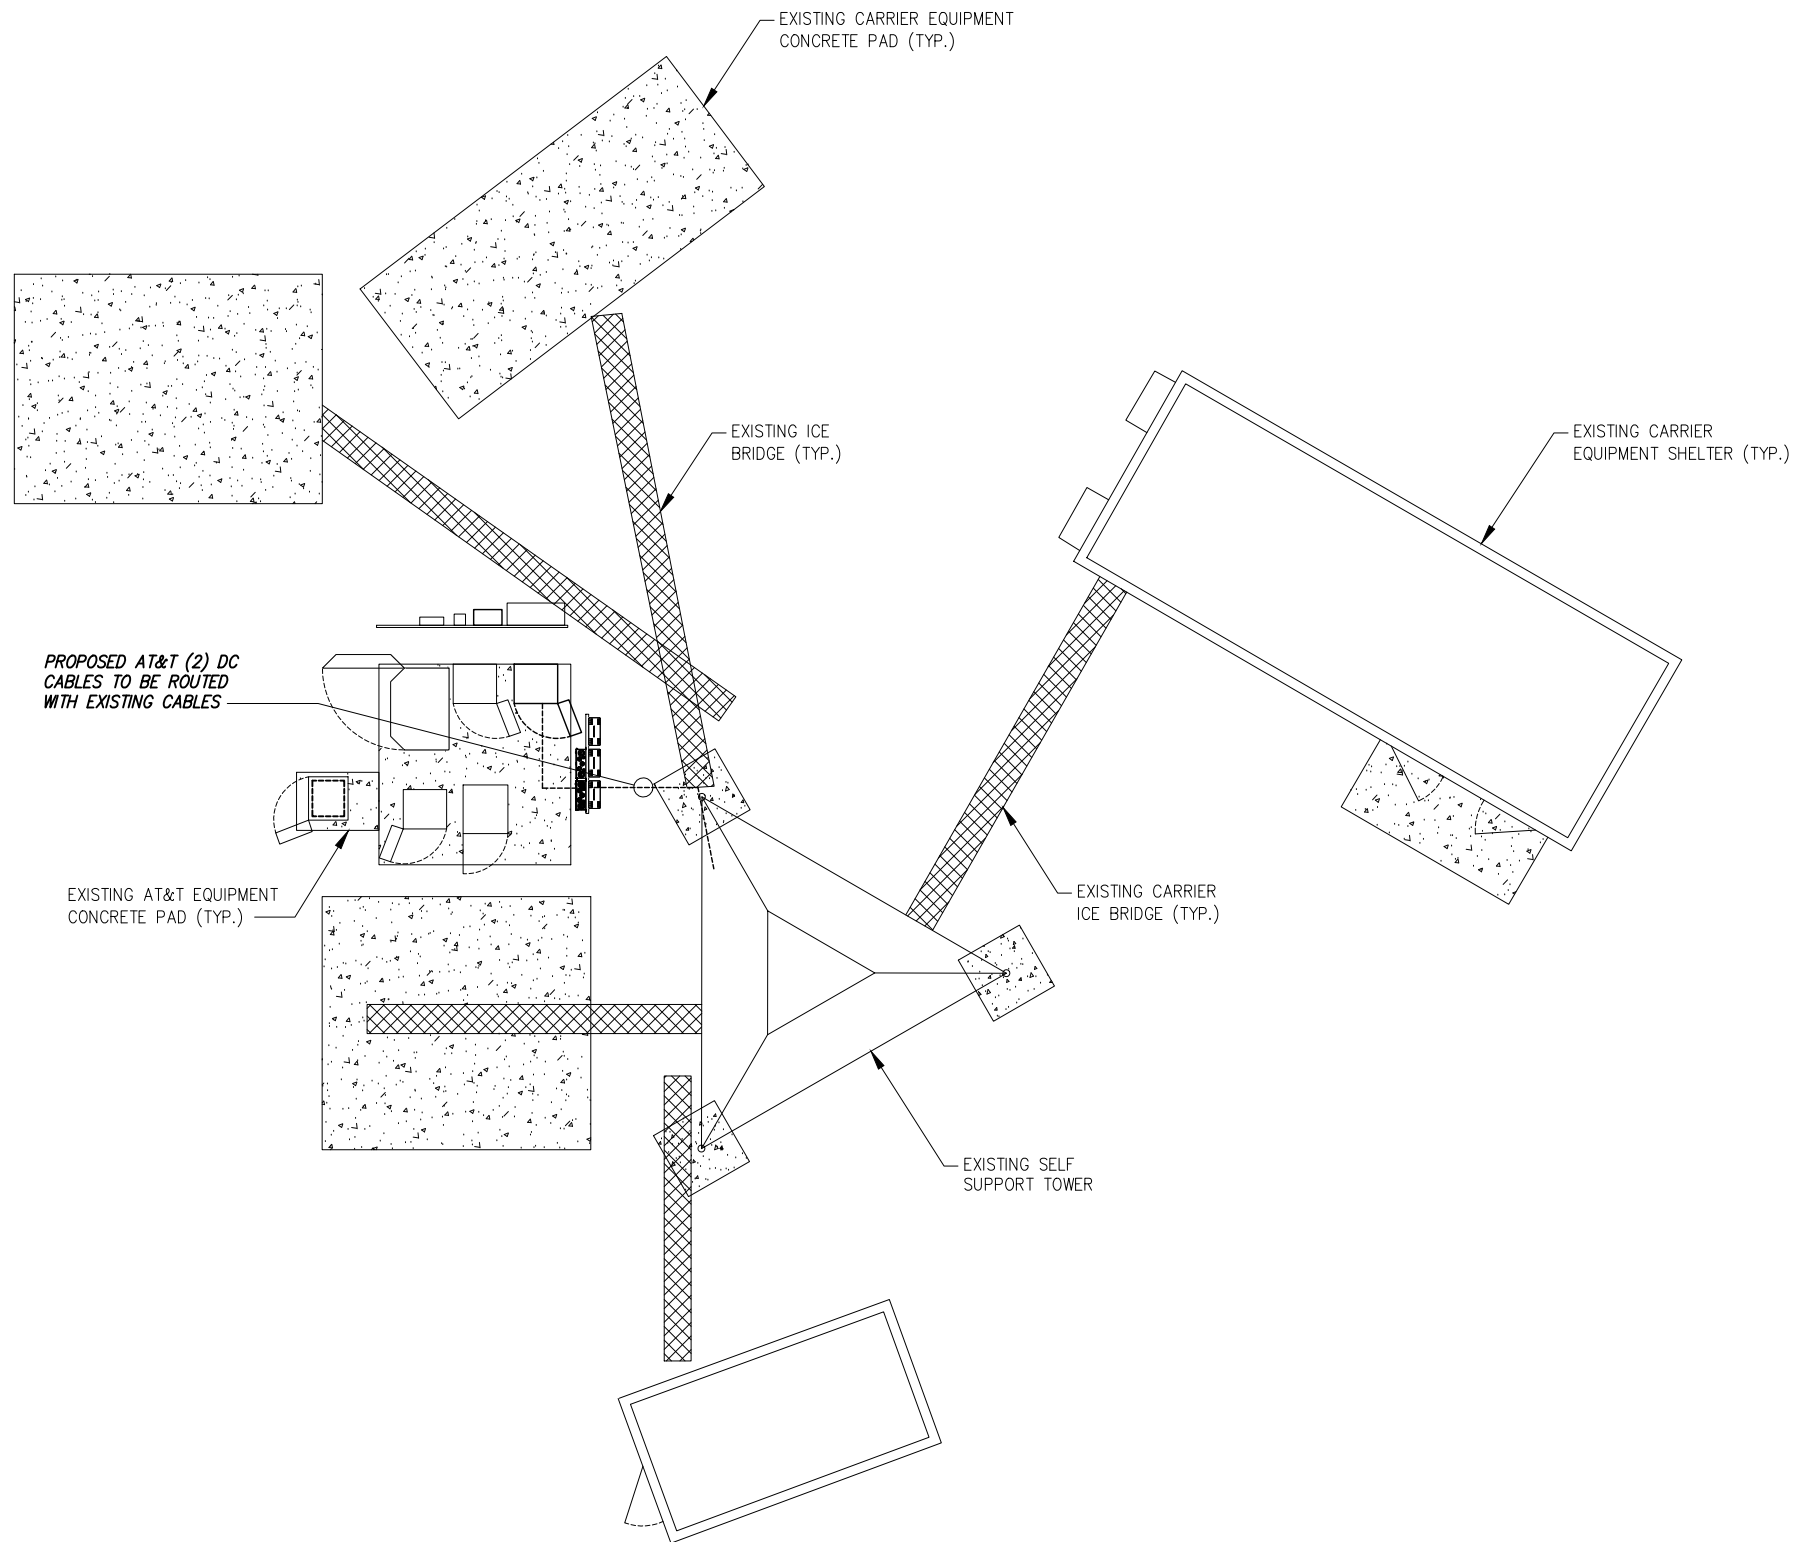 EXISTING CARRIER EQUIPMENT
CONCRETE PAD (TYP.)
EXISTING ICE
BRIDGE (TYP.)
EXISTING CARRIER
EQUIPMENT SHELTER (TYP.)
PROPOSED AT&T (2) DC
CABLES TO BE ROUTED
WITH EXISTING CABLES
EXISTING AT&T EQUIPMENT
CONCRETE PAD (TYP.)
EXISTING CARRIER
ICE BRIDGE (TYP.)
EXISTING SELF
SUPPORT TOWER